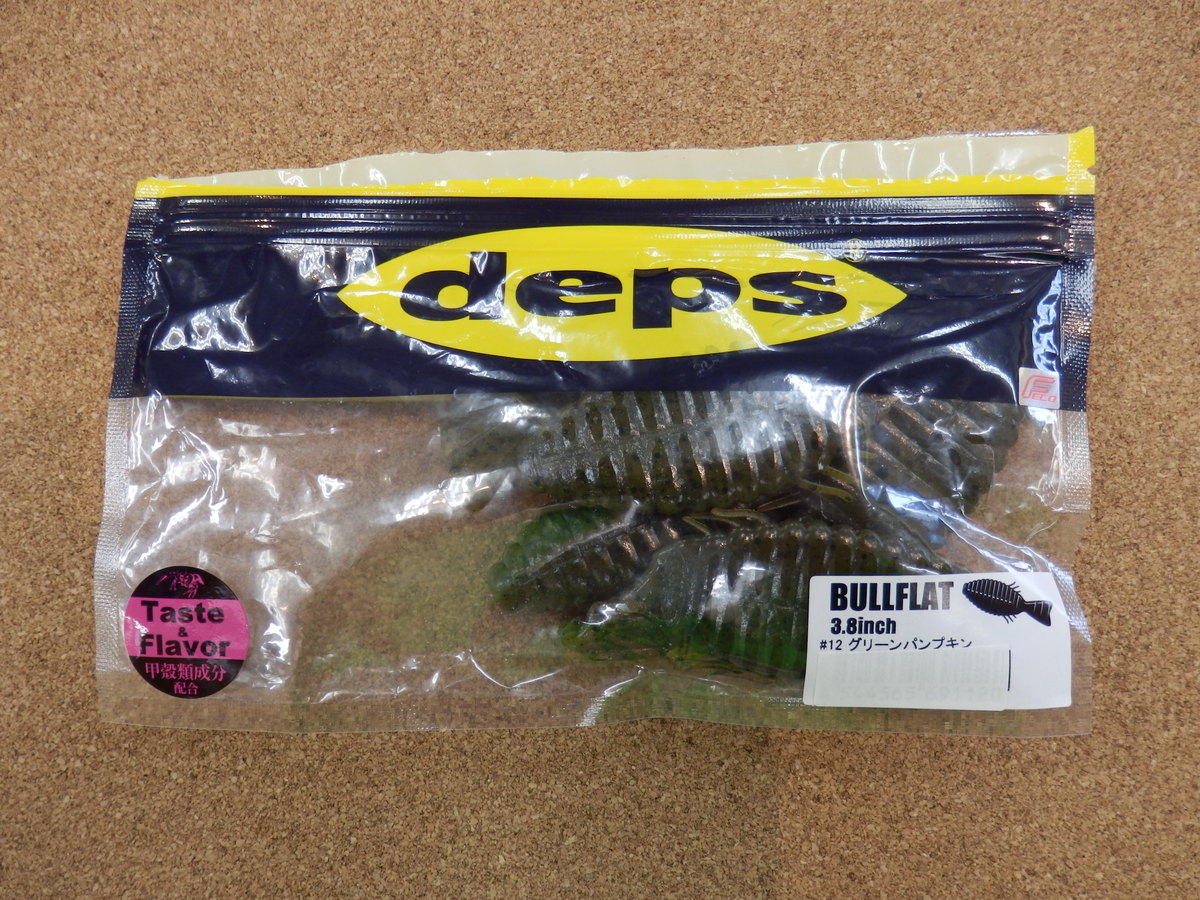 deps®
FECO
Taste
&
Flavor
甲殻類成分
配合
BULLFLAT
3.8inch
#12 グリーンパンプキン